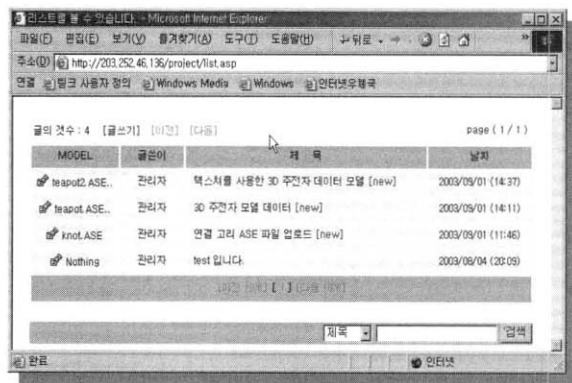 리스트를 볼 수 있습니다. - Microsoft Internet Explorer
파일(F) 편집(E) 보기(V) 즐겨찾기(A) 도구(T) 도움말(H) 뒤로 »
주소(D) http://203.252.46.136/project/list.asp
연결 링크 사용자 정의 Windows Media Windows 인터넷우체국
글의 갯수 : 4 [글쓰기] [이전] [다음] page ( 1 / 1 )
MODEL 글쓴이 제 목 날짜
teapot2.ASE.. 관리자 텍스처를 사용한 3D 주전자 데이터 모델 [new] 2003/09/01 (14:37)
teapot.ASE.. 관리자 3D 주전자 모델 데이터 [new] 2003/09/01 (14:11)
knot.ASE 관리자 연결 고리 ASE 파일 업로드 [new] 2003/09/01 (11:46)
Nothing 관리자 test 입니다. 2003/08/04 (20:09)
[ 1 ]
제목 검색
완료 인터넷